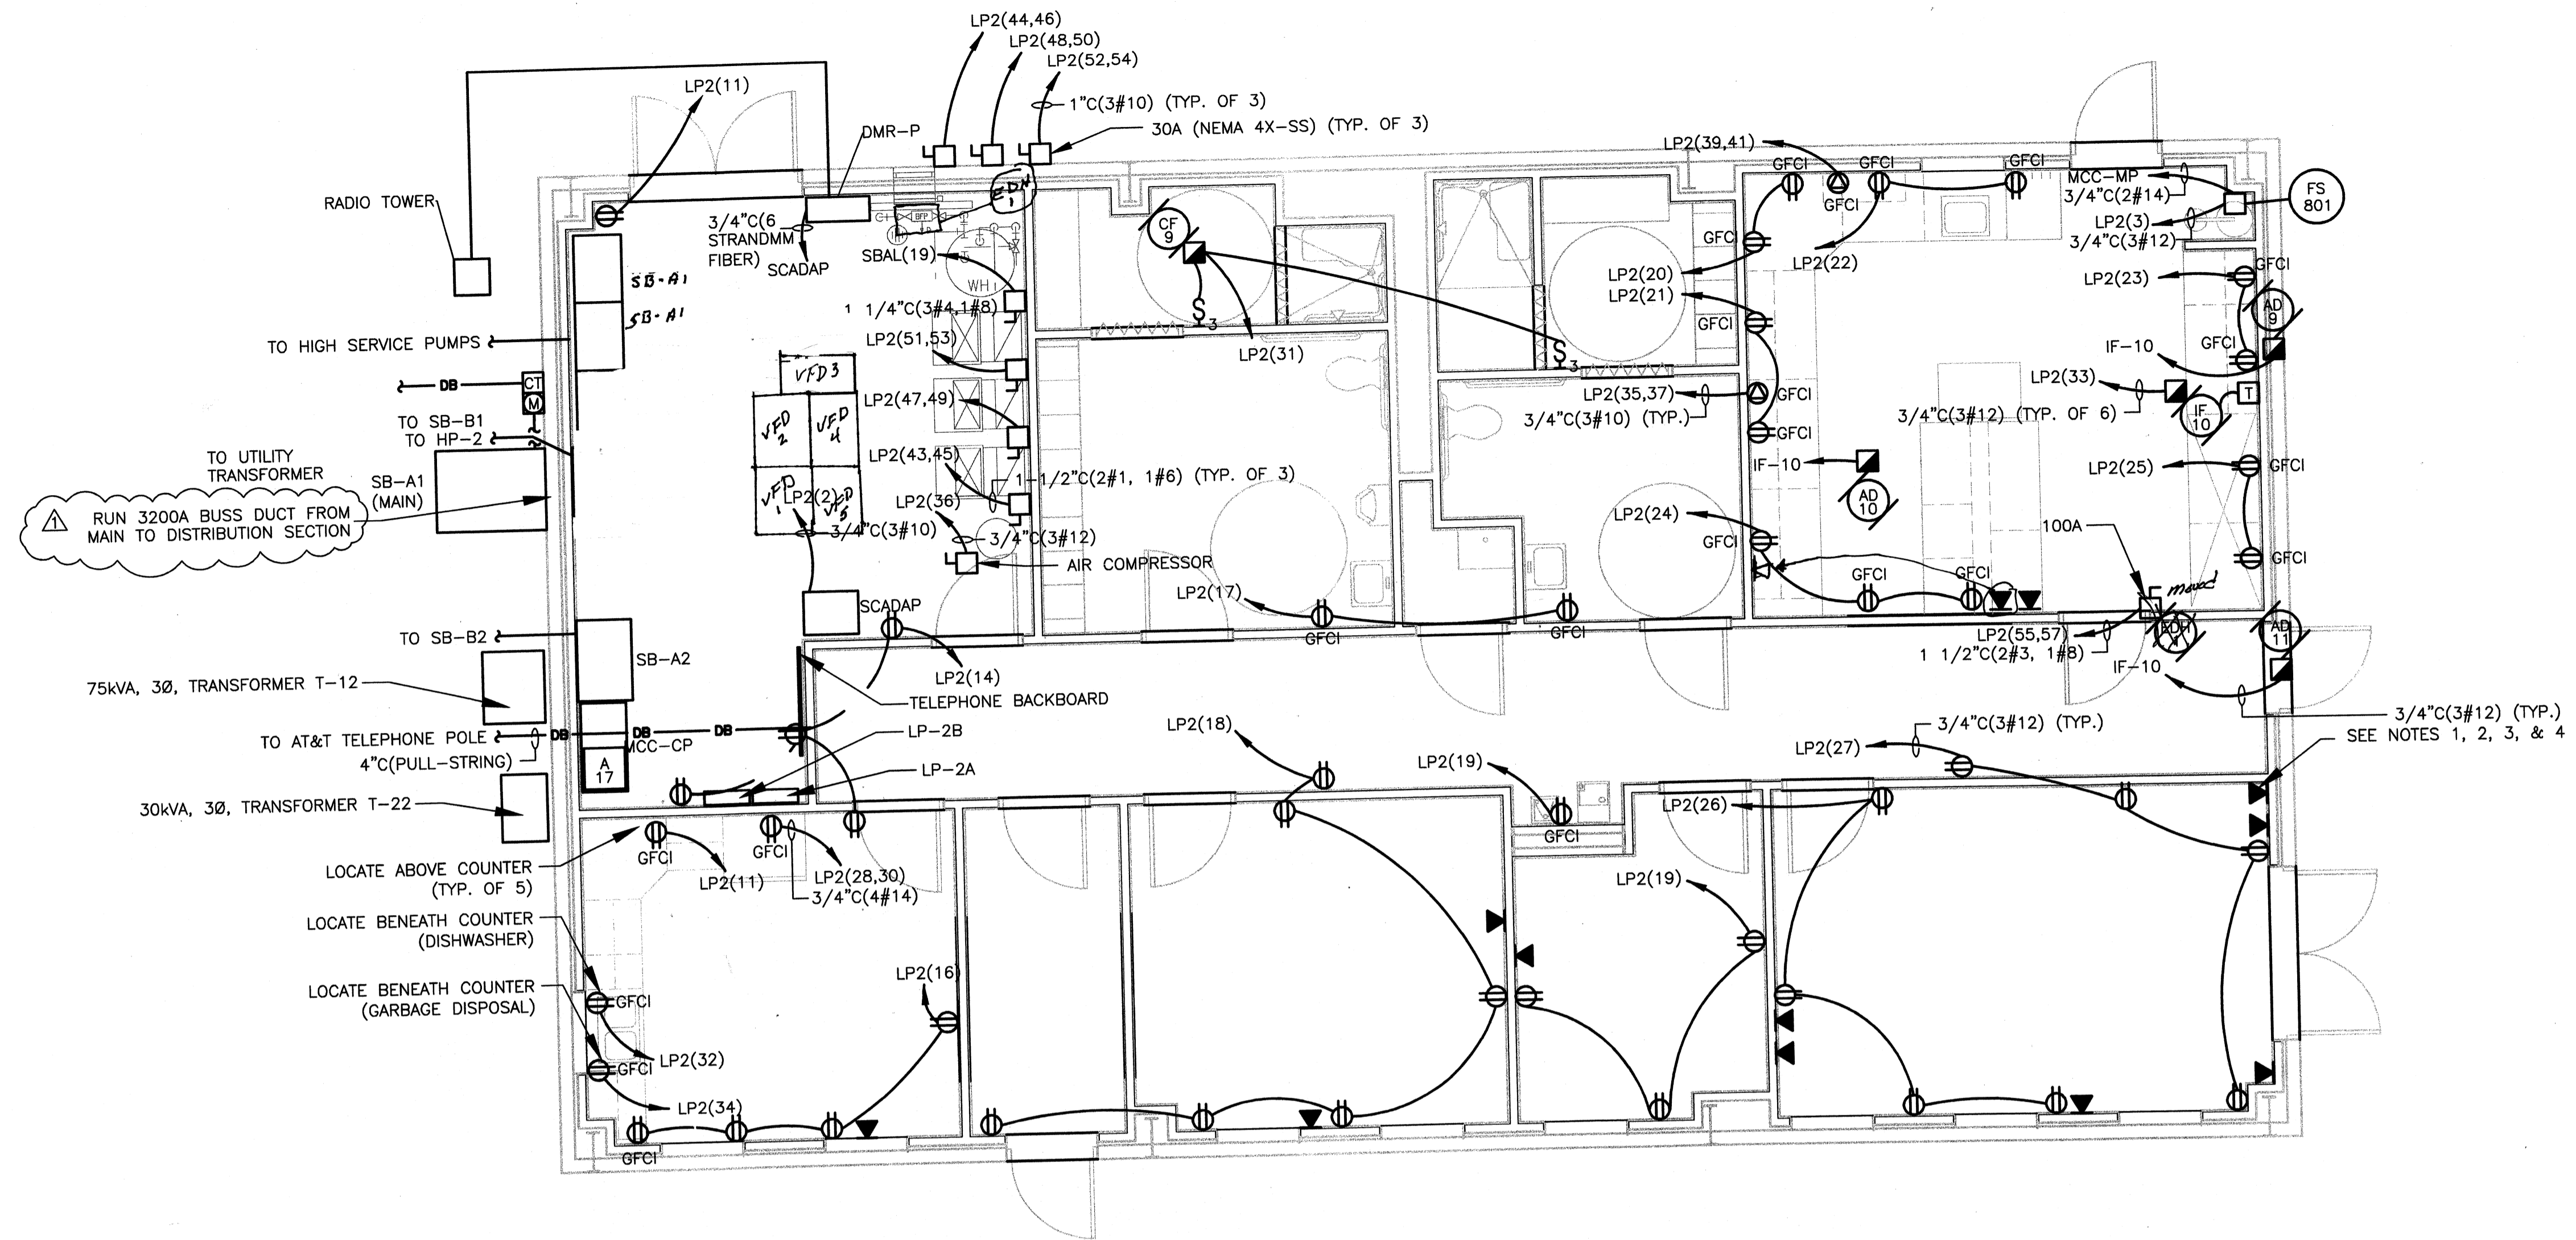 LP2(44,46)
LP2(48,50)
LP2(52,54)
LP2(11)
1"C(3#10) (TYP. OF 3)
30A (NEMA 4X-SS) (TYP. OF 3)
DMR-P
LP2(39,41)
GFCI
GFCI
GFCI
GFCI
MCC-MP
3/4"C(2#14)
FS
801
RADIO TOWER
3/4"C(6
STRANDMM
FIBER)
SCADAP
BFP
SBAL(19)
WH1
CF
9
LP2(3)
3/4"C(3#12)
GFCI
LP2(22)
LP2(20)
LP2(21)
GFCI
LP2(23)
GFCI
AD
9
SB-A1
SB-A1
1 1/4"C(3#4,1#8)
LP2(51,53)
S3
LP2(31)
S3
TO HIGH SERVICE PUMPS
DB
CT
M
VFD3
VFD
2
VFD
4
VFD
1
VFD
5
LP2(47,49)
LP2(35,37)
3/4"C(3#10) (TYP.)
GFCI
GFCI
IF-10
GFCI
LP2(33)
3/4"C(3#12) (TYP. OF 6)
IF
10
T
TO SB-B1
TO HP-2
TO UTILITY
TRANSFORMER
SB-A1
(MAIN)
1
RUN 3200A BUSS DUCT FROM
MAIN TO DISTRIBUTION SECTION
LP2(43,45)
1-1/2"C(2#1, 1#6) (TYP. OF 3)
LP2(2)
LP2(36)
3/4"C(3#10)
3/4"C(3#12)
AIR COMPRESSOR
IF-10
AD
10
LP2(25)
GFCI
LP2(24)
GFCI
100A
GFCI
GFCI
GFCI
moved
SCADAP
LP2(17)
GFCI
GFCI
LP2(55,57)
1 1/2"C(2#3, 1#8)
AD
11
IF-10
TO SB-B2
SB-A2
75kVA, 3Ø, TRANSFORMER T-12
LP2(14)
TELEPHONE BACKBOARD
TO AT&T TELEPHONE POLE
DB
DB
DB
4"C(PULL-STRING)
MCC-CP
A
17
LP-2B
LP-2A
LP2(18)
LP2(19)
LP2(27)
3/4"C(3#12) (TYP.)
3/4"C(3#12) (TYP.)
SEE NOTES 1, 2, 3, & 4
30kVA, 3Ø, TRANSFORMER T-22
LP2(26)
GFCI
LOCATE ABOVE COUNTER
(TYP. OF 5)
GFCI
LP2(11)
GFCI
LP2(28,30)
3/4"C(4#14)
LP2(19)
LOCATE BENEATH COUNTER
(DISHWASHER)
LOCATE BENEATH COUNTER
(GARBAGE DISPOSAL)
GFCI
LP2(16)
LP2(32)
GFCI
LP2(34)
GFCI